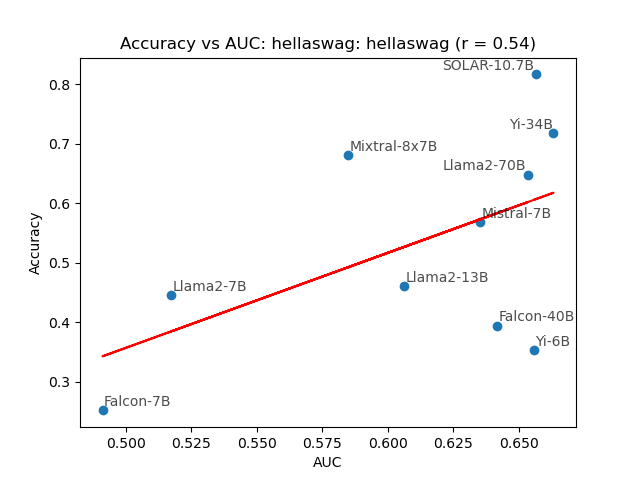 Accuracy vs AUC: hellaswag: hellaswag (r = 0.54)
SOLAR-10.7B
Yi-34B
Mixtral-8x7B
Llama2-70B
Mistral-7B
Llama2-13B
Llama2-7B
Falcon-40B
Yi-6B
Falcon-7B
0.8
0.7
0.6
0.5
0.4
0.3
Accuracy
0.500 0.525 0.550 0.575 0.600 0.625 0.650
AUC